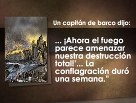 Un capitán de barco dijo:
... ¡Ahora el fuego
parece amenazar
nuestra destrucción
total!’... La
conflagración duró
una semana.”